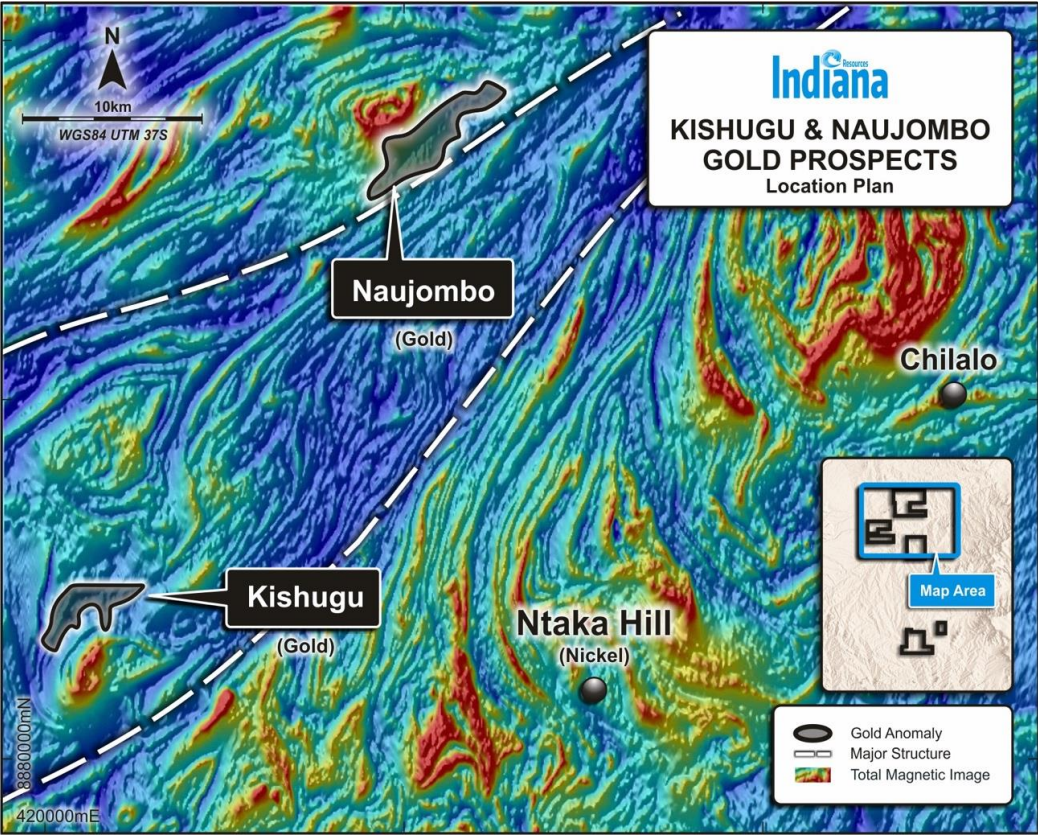 N
10km
WGS84 UTM 37S
Indiana
Resources
KISHUGU & NAUJOMBO
GOLD PROSPECTS
Location Plan
Naujombo
(Gold)
Chilalo
Kishugu
(Gold)
Ntaka Hill
(Nickel)
Map Area
Gold Anomaly
Major Structure
Total Magnetic Image
8880000mN
420000mE